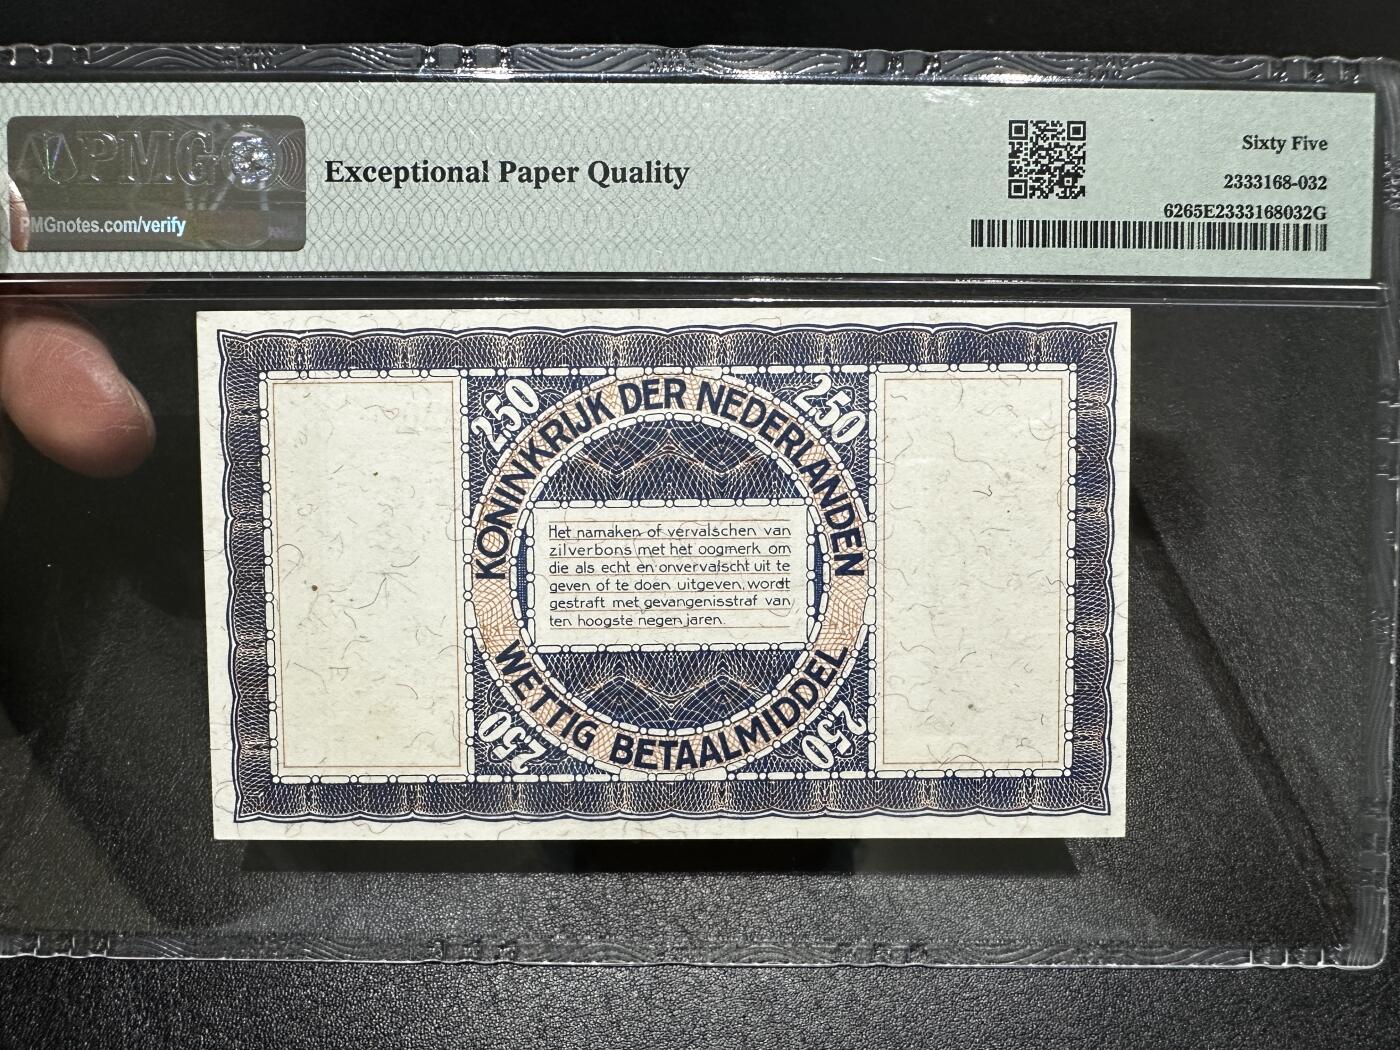 PMG
PMGnotes.com/verify
Exceptional Paper Quality
Sixty Five
2333168-032
6265E2333168032G
250
250
KONINKRIJK DER NEDERLANDEN
Het namaken of vervalschen van
zilverbons met het oogmerk om
die als echt en onvervalscht uit te
geven of te doen uitgeven, wordt
gestraft met gevangenisstraf van
ten hoogste negen jaren.
WETTIG BETAALMIDDEL
250
250